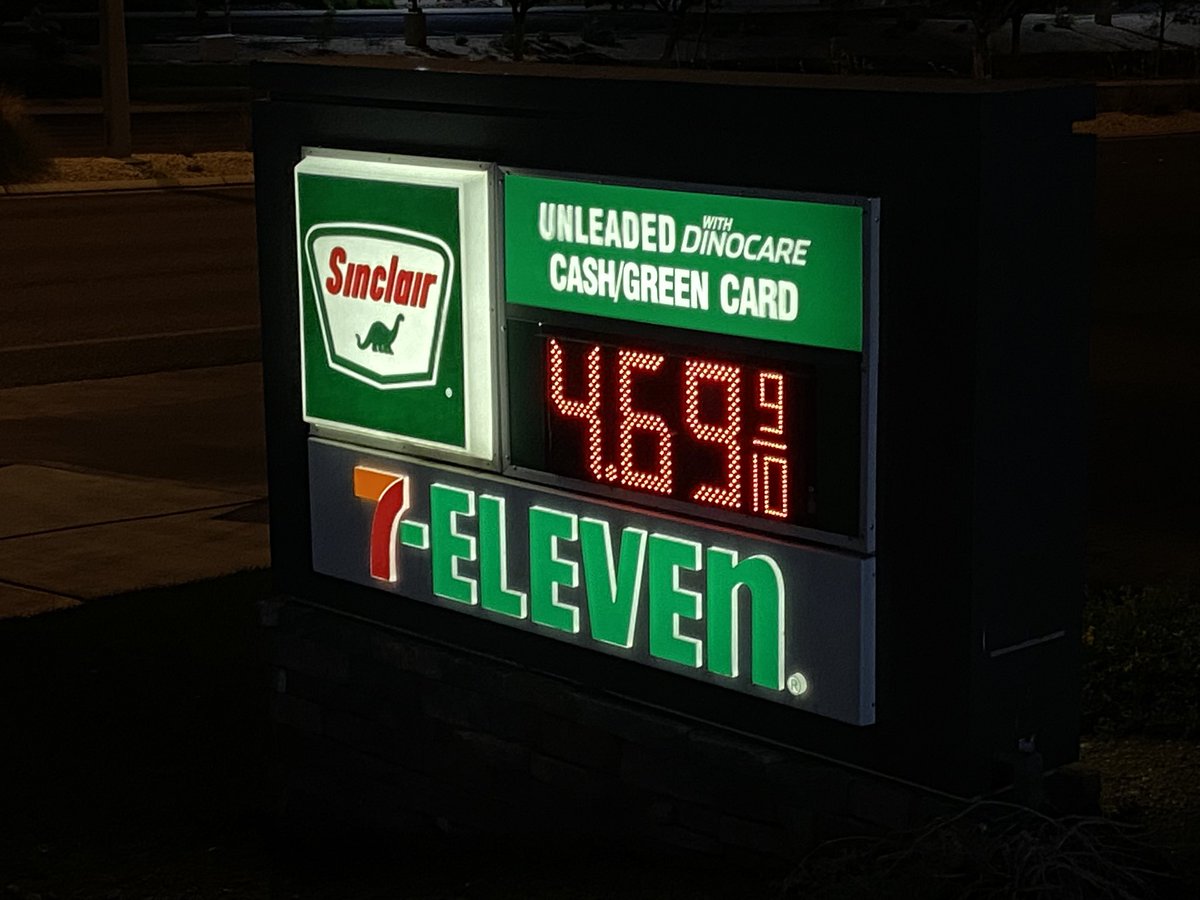 Sinclair
®
UNLEADED WITH DINOCARE
CASH/GREEN CARD
4.69 9/10
7-ELEVEn ®